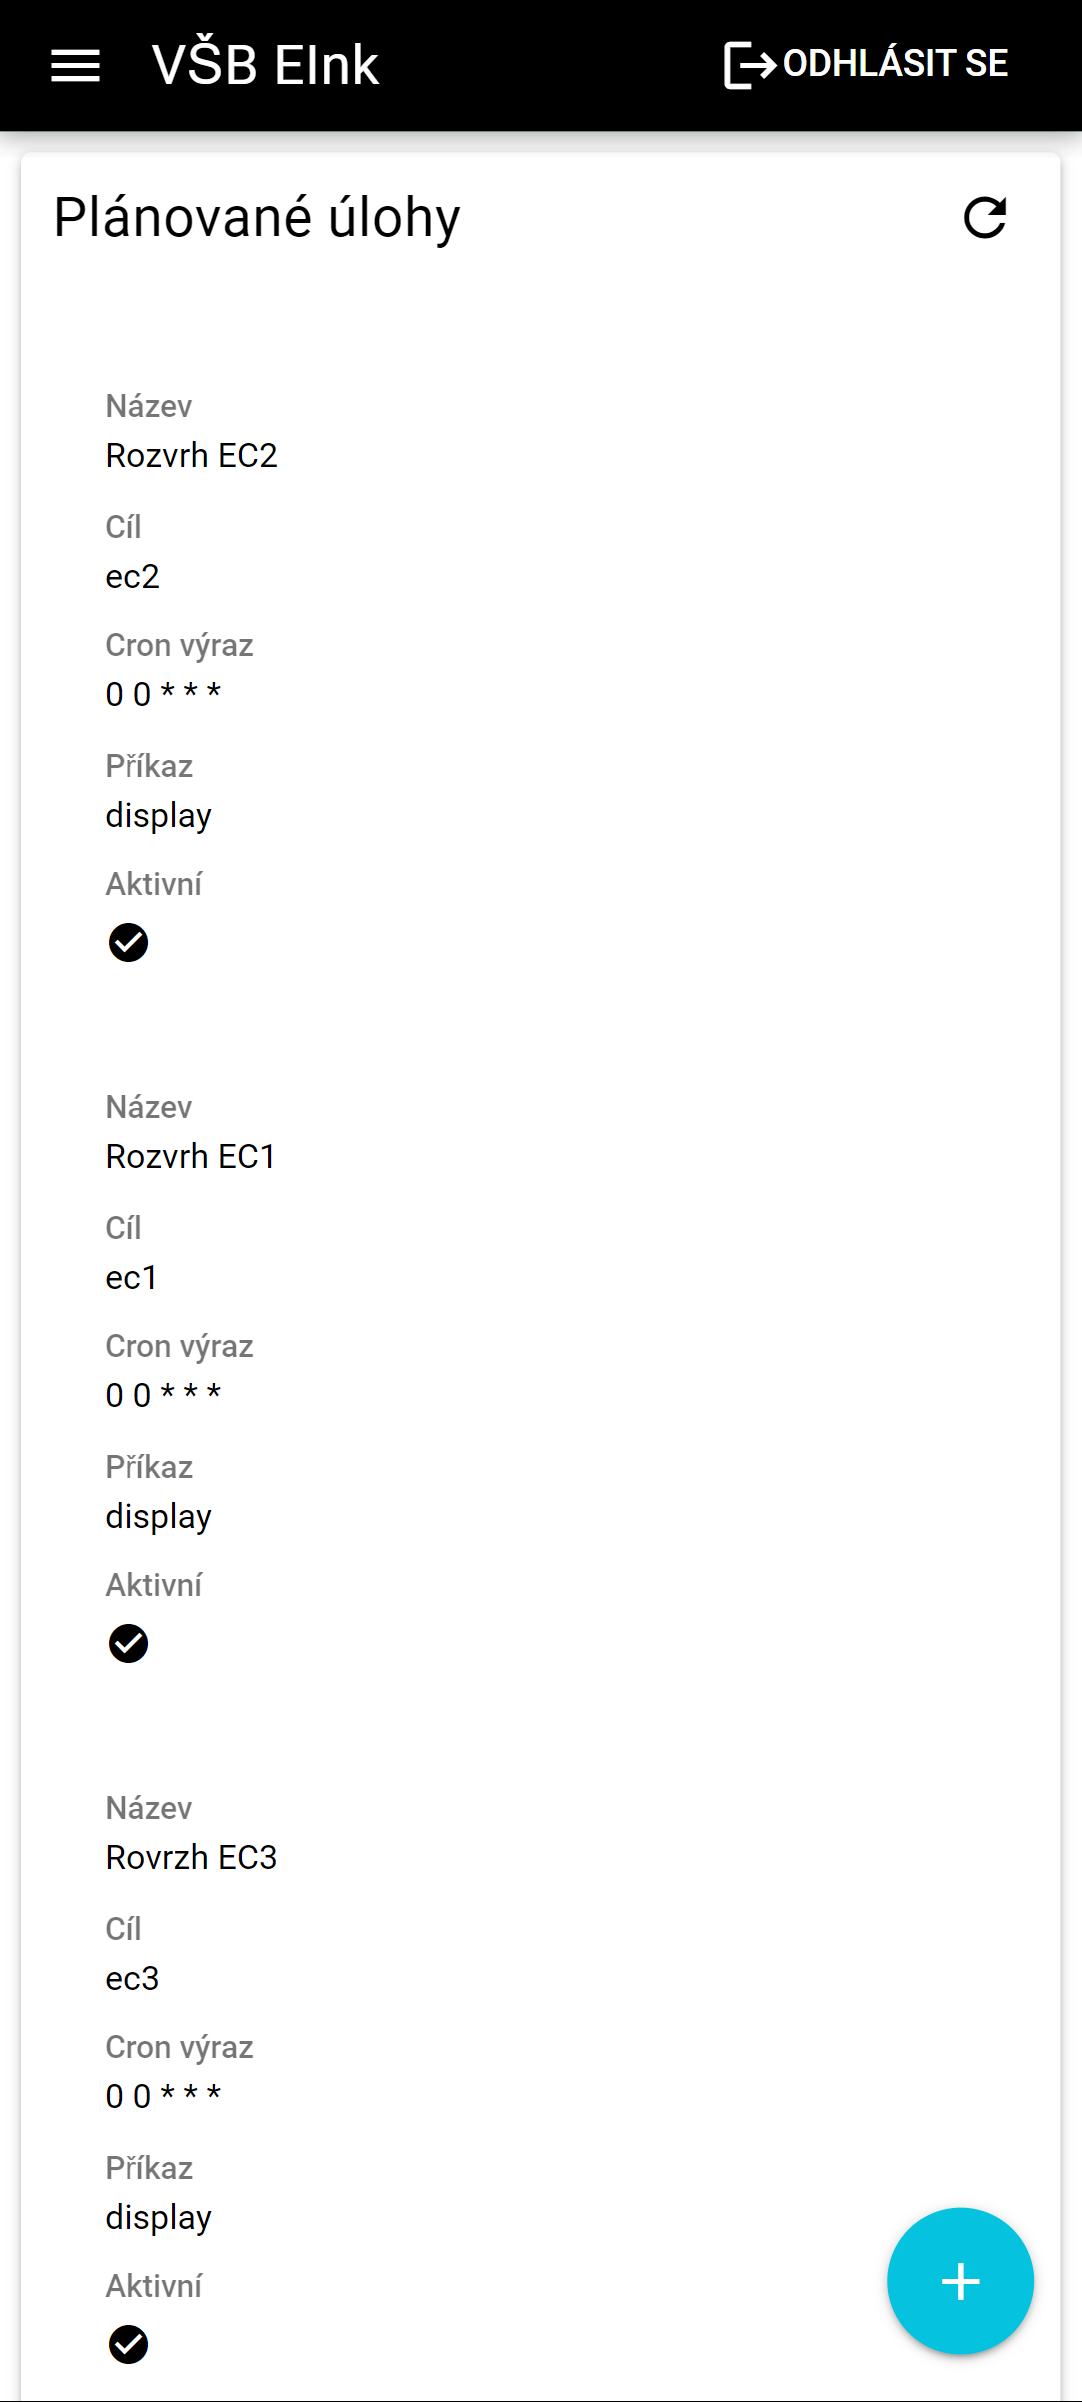 VŠB EInk
ODHLÁSIT SE
Plánované úlohy
Název
Rozvrh EC2
Cíl
ec2
Cron výraz
0 0 * * *
Příkaz
display
Aktivní
Název
Rozvrh EC1
Cíl
ec1
Cron výraz
0 0 * * *
Příkaz
display
Aktivní
Název
Rovrzh EC3
Cíl
ec3
Cron výraz
0 0 * * *
Příkaz
display
Aktivní